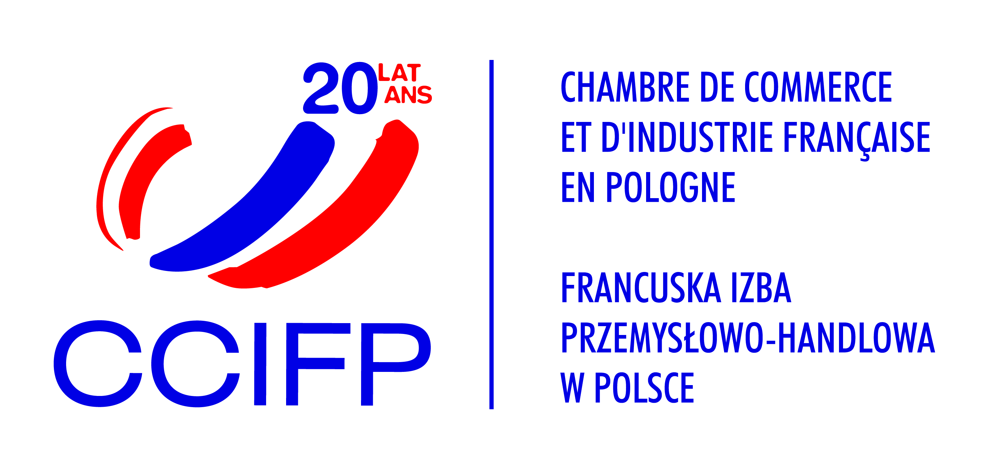 20 LAT
ANS
CCIFP
CHAMBRE DE COMMERCE
ET D'INDUSTRIE FRANÇAISE
EN POLOGNE
FRANCUSKA IZBA
PRZEMYSŁOWO-HANDLOWA
W POLSCE